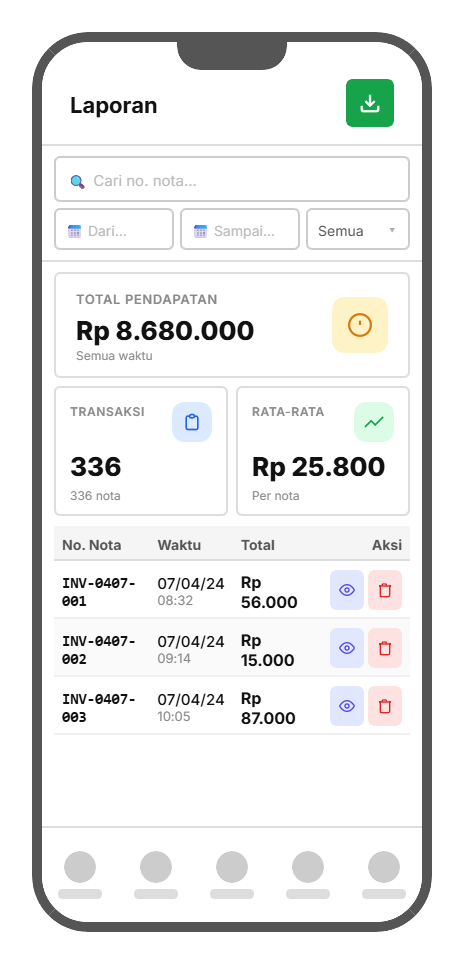 Laporan
Cari no. nota...
Dari... Sampai... Semua
TOTAL PENDAPATAN
Rp 8.680.000
Semua waktu
TRANSAKSI
336
336 nota
RATA-RATA
Rp 25.800
Per nota
No. Nota Waktu Total Aksi
INV-0407-001 07/04/24 08:32 Rp 56.000
INV-0407-002 07/04/24 09:14 Rp 15.000
INV-0407-003 07/04/24 10:05 Rp 87.000